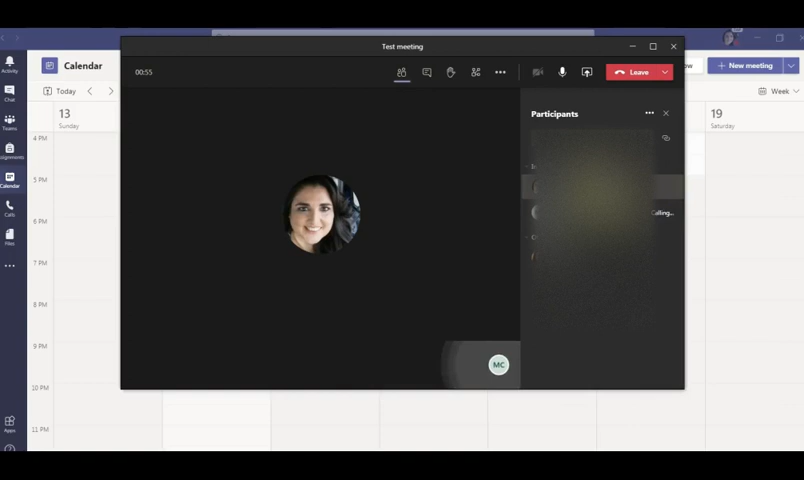 Test meeting
Activity
Calendar
ow
New meeting
00:55
Leave
Chat
Today
Week
Teams
Participants
13
Sunday
19
Saturday
4 PM
Calendar
5 PM
Calls
Calling...
6 PM
Files
7 PM
8 PM
9 PM
MC
10 PM
Apps
11 PM